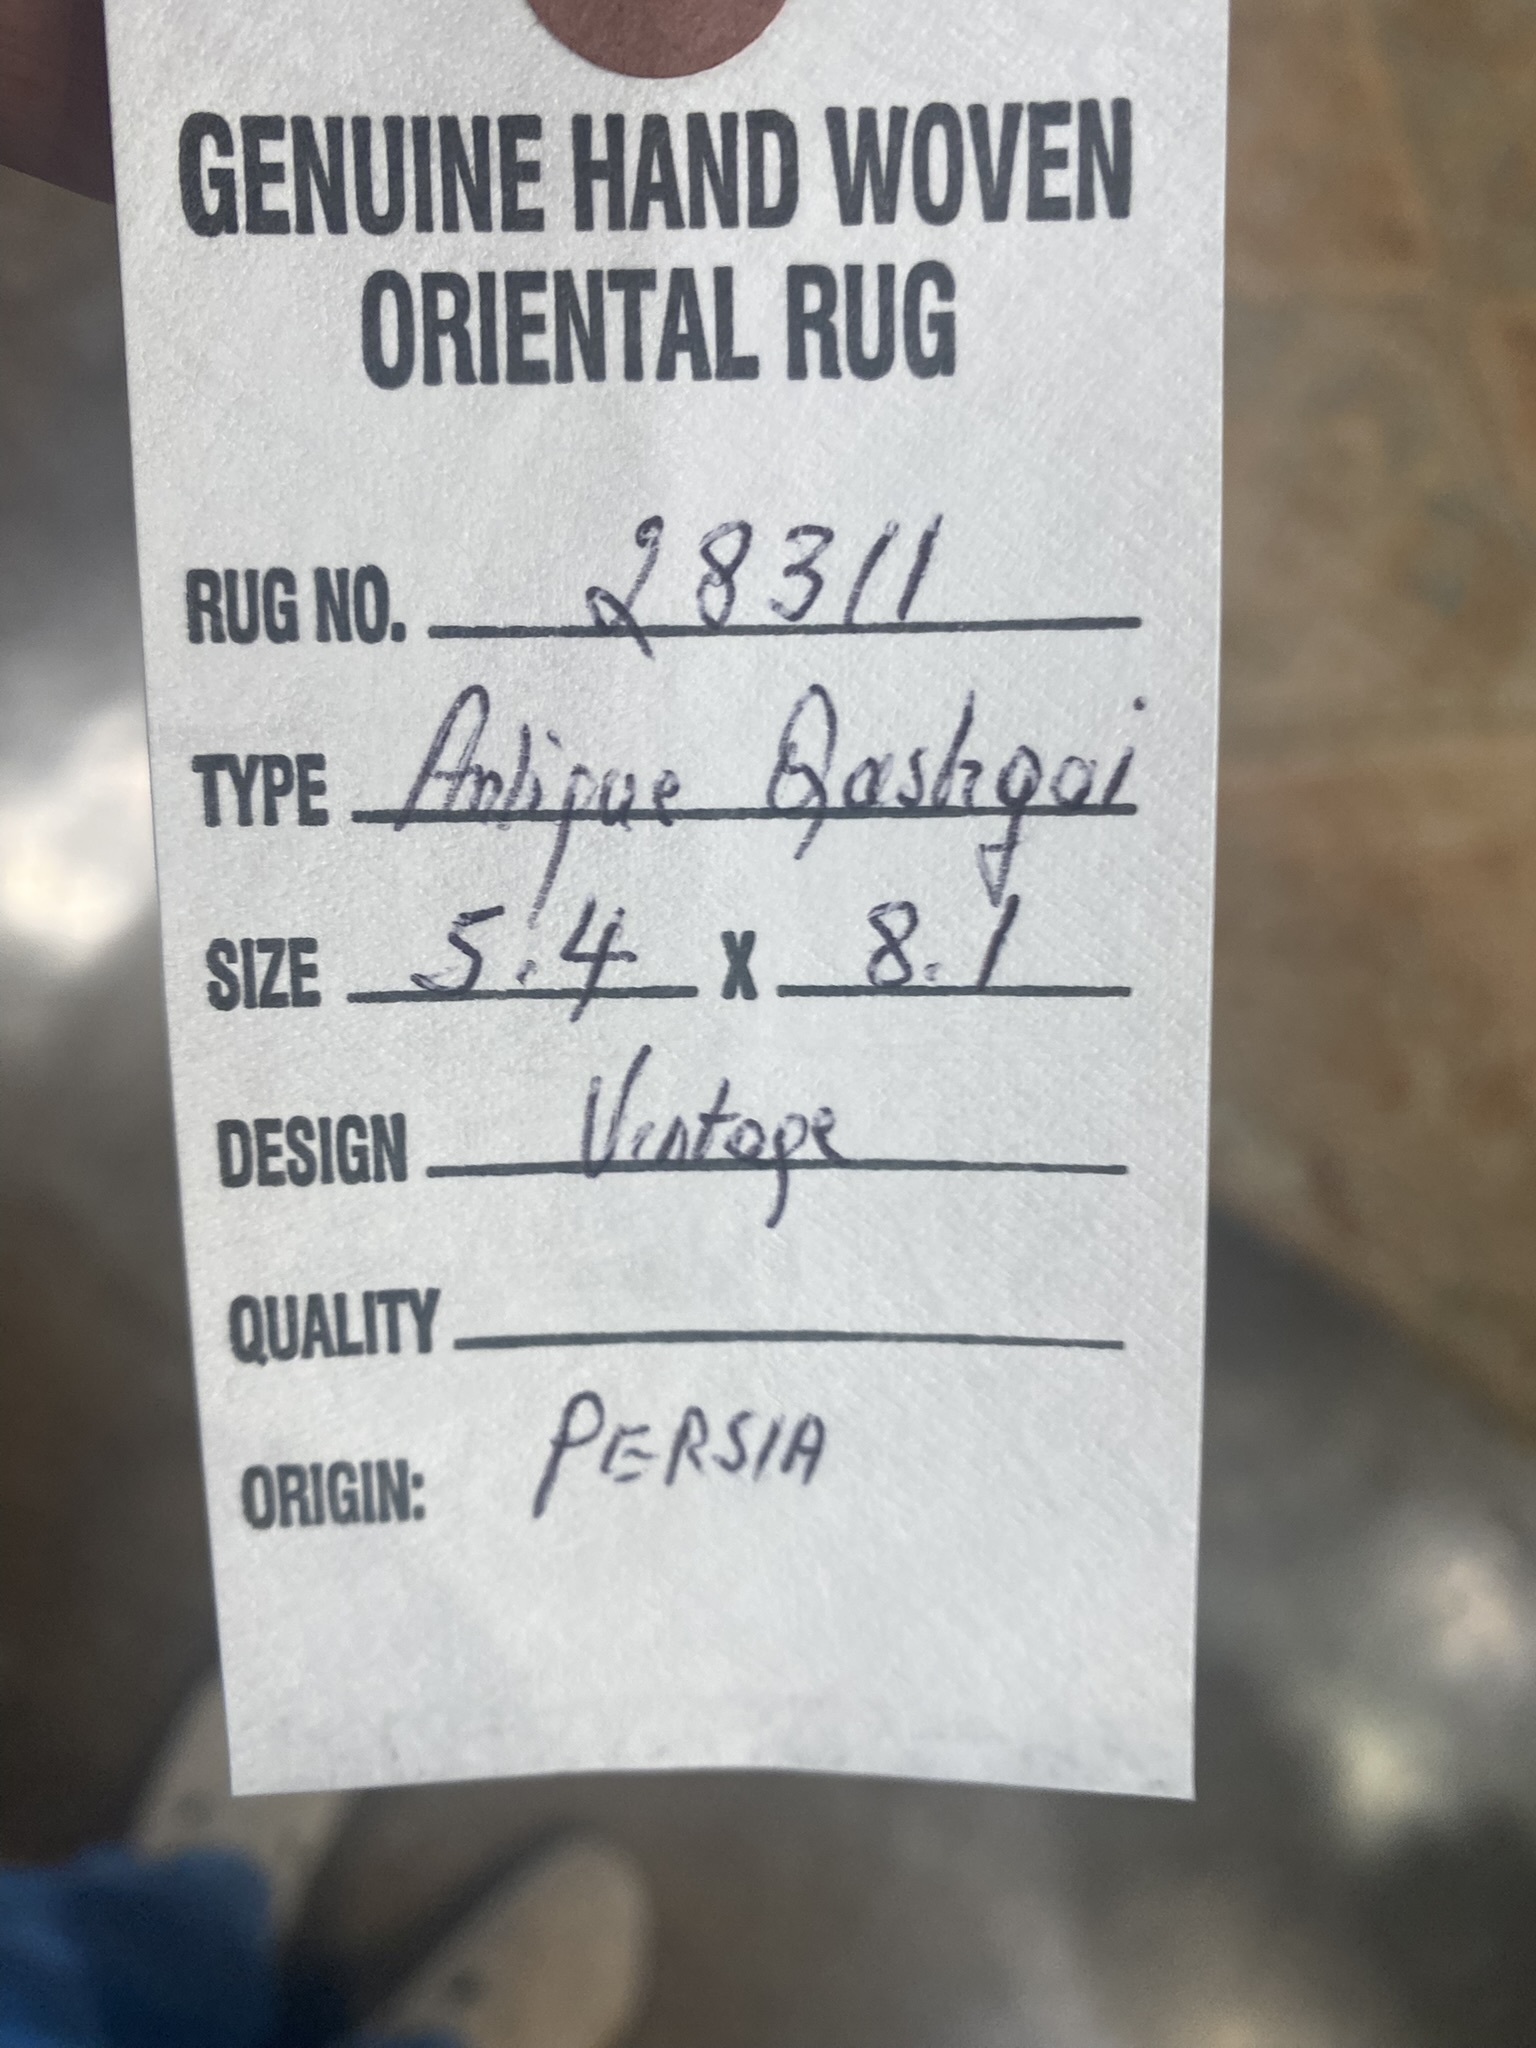 GENUINE HAND WOVEN
ORIENTAL RUG
RUG NO. 28311
TYPE Antique Qashgai
SIZE 5.4 X 8.1
DESIGN Vintage
QUALITY
ORIGIN: PERSIA